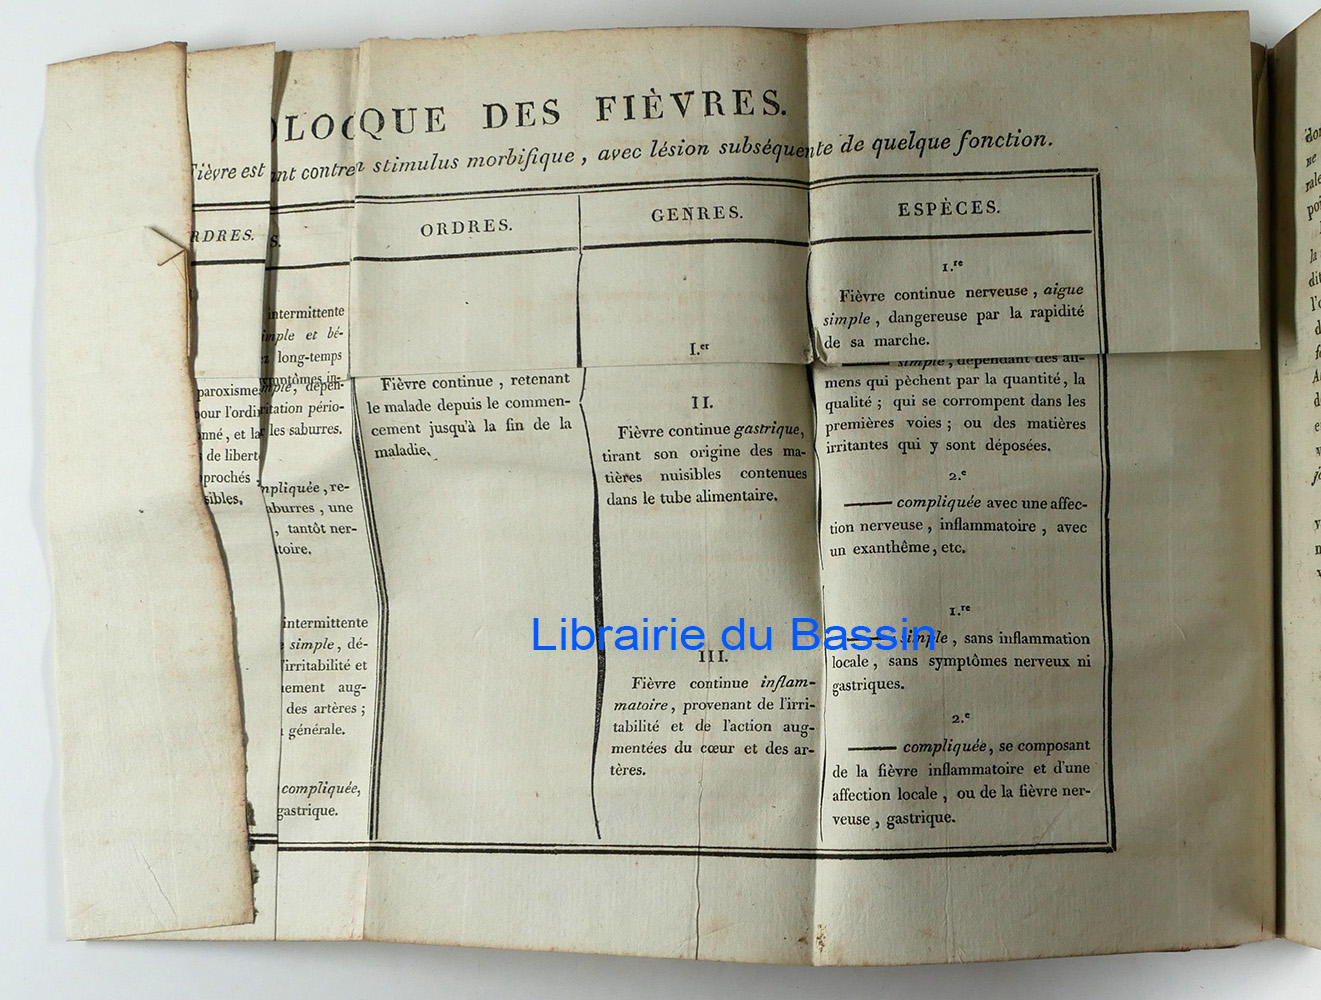 OLOGQUE DES FIÈVRES.
Fièvre est ant contre stimulus morbifique, avec lésion subséquente de quelque fonction.
RDRES.
S.
ORDRES.
GENRES.
ESPÈCES.
intermittente
simple et bé-
long-temps
symptômes in-
simple, dépen-
ritation pério-
les saburres.
mpliquée, re-
aburres, une
, tantôt ner-
toire.
intermittente
simple, dé-
l'irritabilité et
lement aug-
des artères;
générale.
compliquée,
gastrique.
paroxisme
pour l'ordi
onné, et la
de libert
prochés
sibles.
Fièvre continue, retenant
le malade depuis le commen-
cement jusqu'à la fin de la
maladie.
I.er
II.
Fièvre continue gastrique,
tirant son origine des ma-
tières nuisibles contenues
dans le tube alimentaire.
III.
Fièvre continue inflam-
matoire, provenant de l'irri-
tabilité et de l'action aug-
mentées du cœur et des ar-
tères.
1.re
Fièvre continue nerveuse, aigue
simple, dangereuse par la rapidité
de sa marche.
simple, dépendant des ali-
mens qui pèchent par la quantité, la
qualité; qui se corrompent dans les
premières voies; ou des matières
irritantes qui y sont déposées.
2.e
—— compliquée avec une affec-
tion nerveuse, inflammatoire, avec
un exanthême, etc.
1.re
—— simple, sans inflammation
locale, sans symptômes nerveux ni
gastriques.
2.e
—— compliquée, se composant
de la fièvre inflammatoire et d'une
affection locale, ou de la fièvre ner-
veuse, gastrique.
Librairie du Bassin